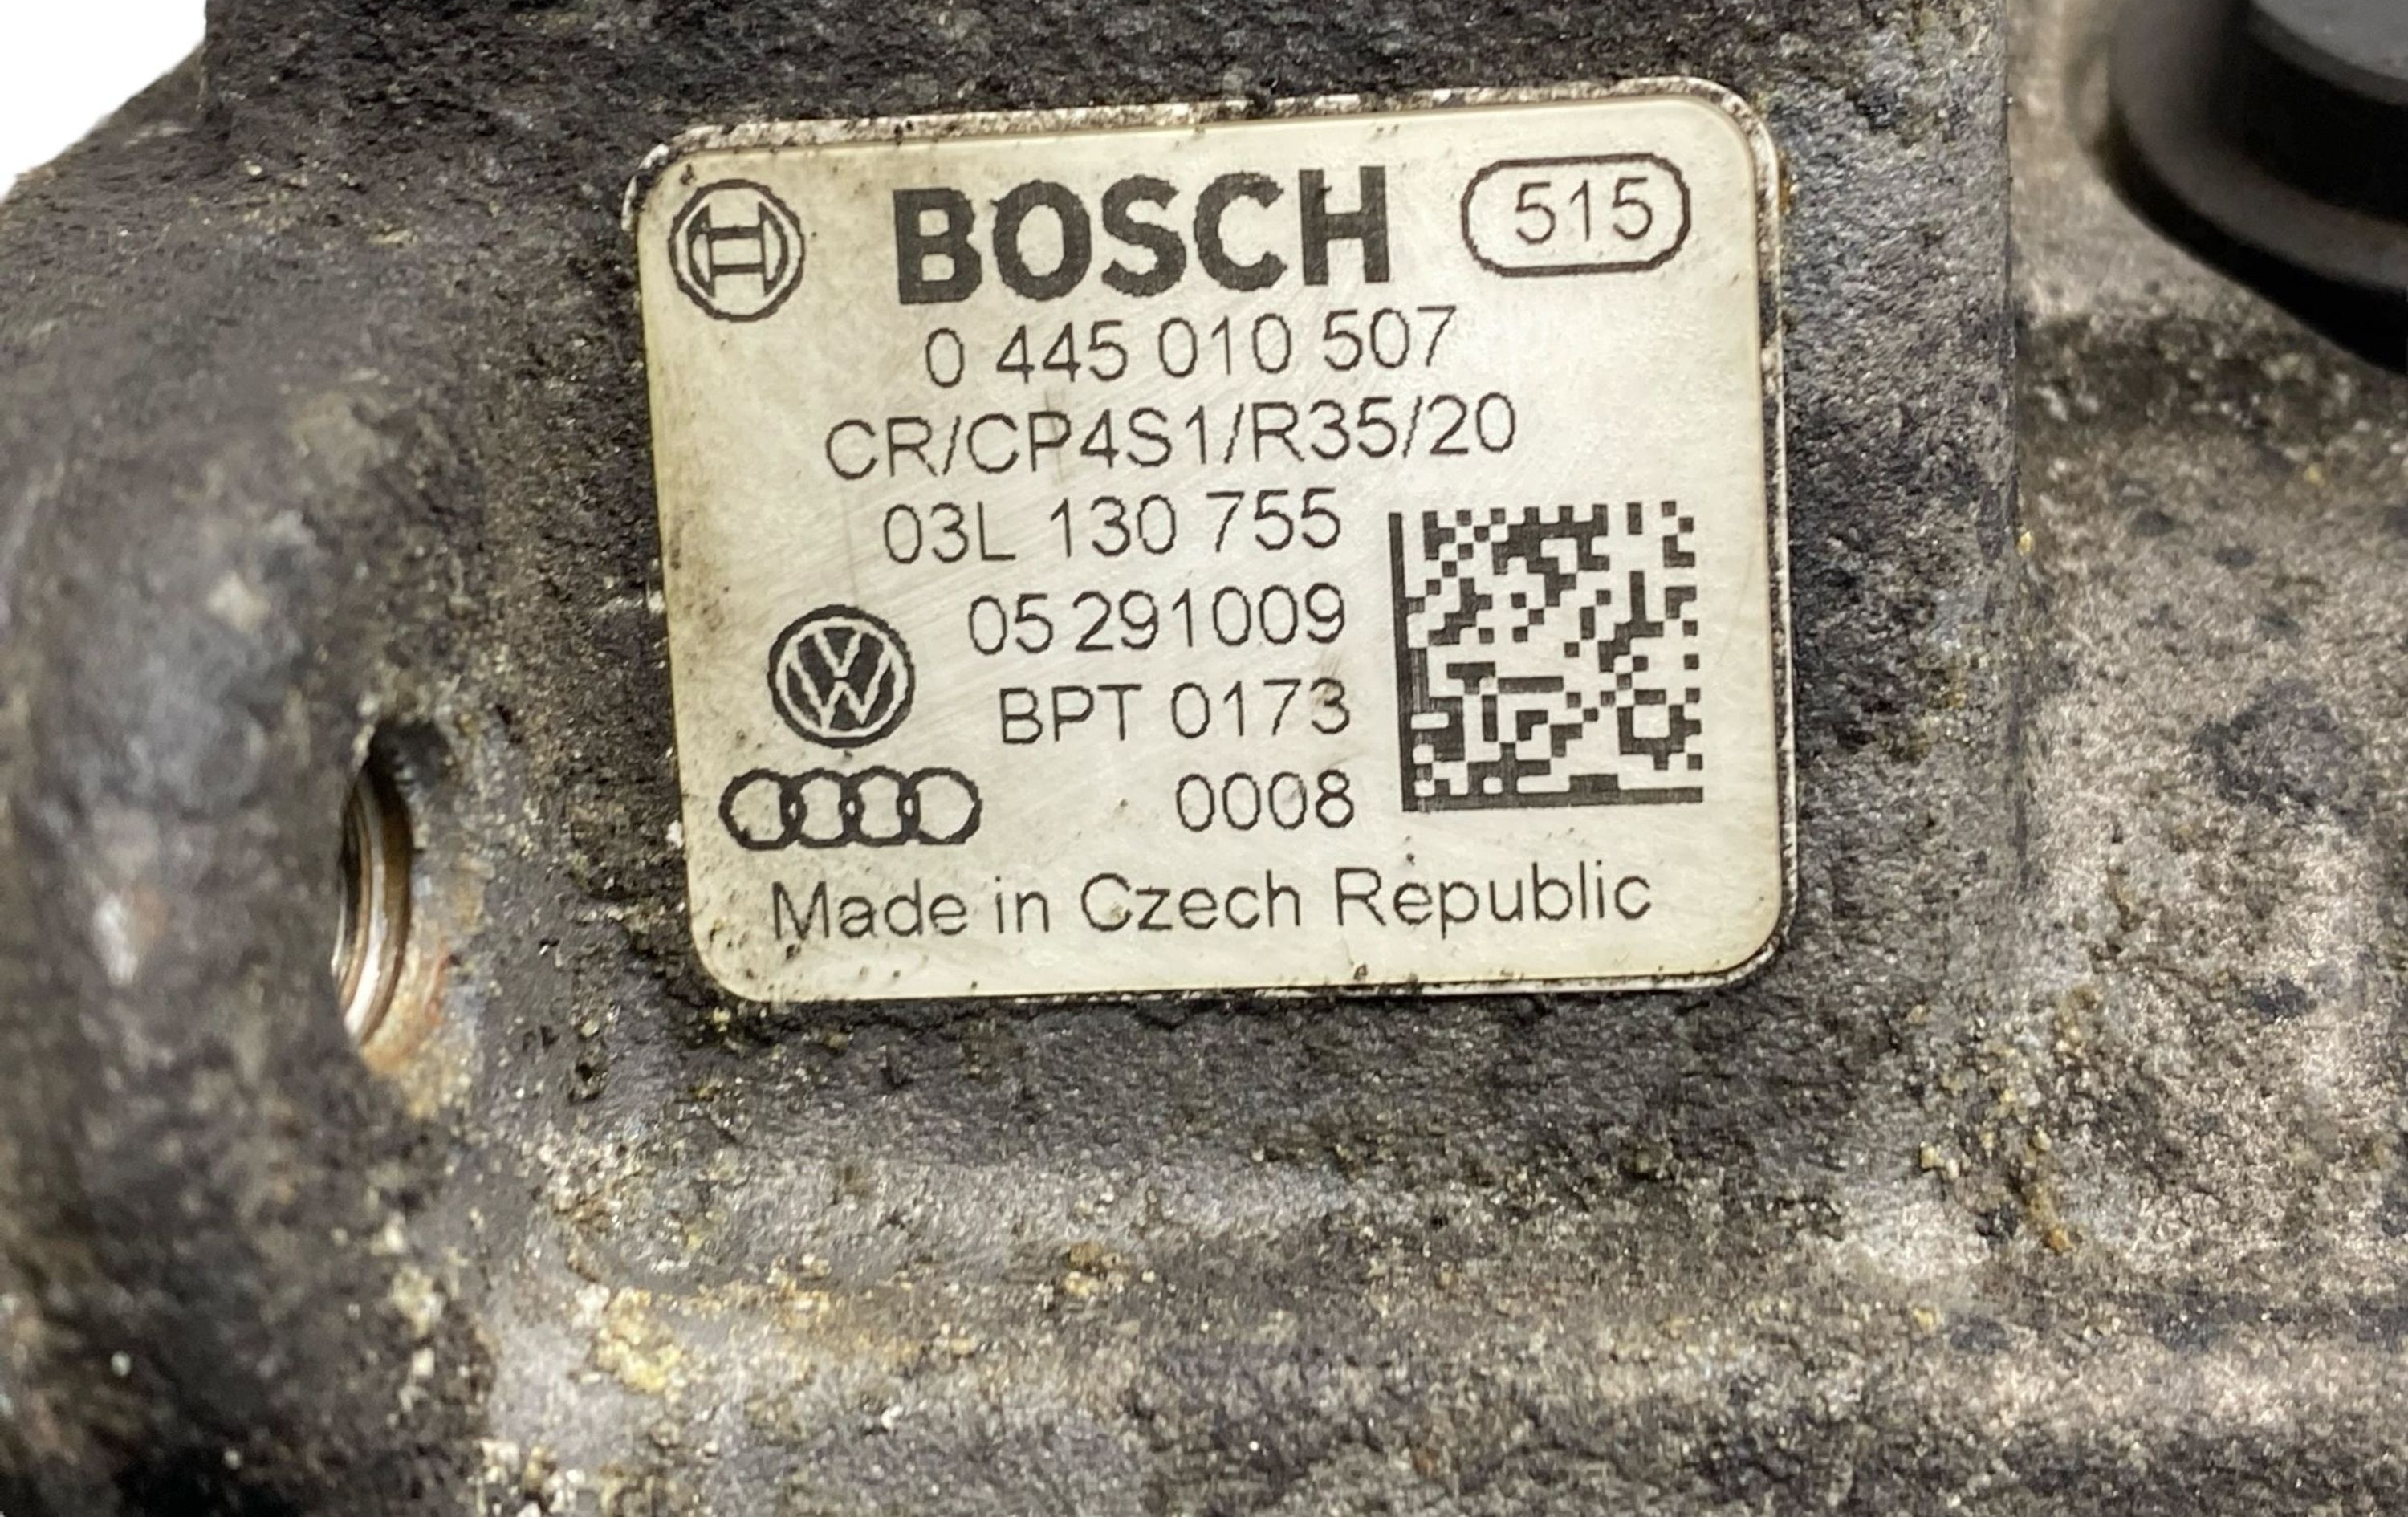 BOSCH 515
0 445 010 507
CR/CP4S1/R35/20
03L 130 755
05 291009
BPT 0173
0008
Made in Czech Republic